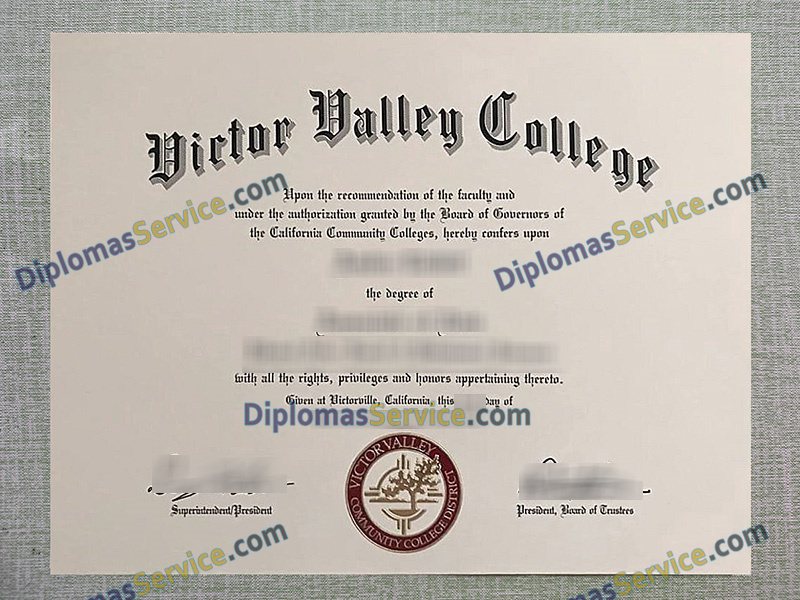 Victor Valley College
Upon the recommendation of the faculty and
under the authorization granted by the Board of Governors of
the California Community Colleges, hereby confers upon
DiplomasService.com
DiplomasService.com
the degree of
with all the rights, privileges and honors appertaining thereto.
Given at Victorville, California, this day of
DiplomasService.com
VICTOR VALLEY
COMMUNITY COLLEGE DISTRICT
Superintendent/President
President, Board of Trustees
DiplomasService.com
DiplomasService.com